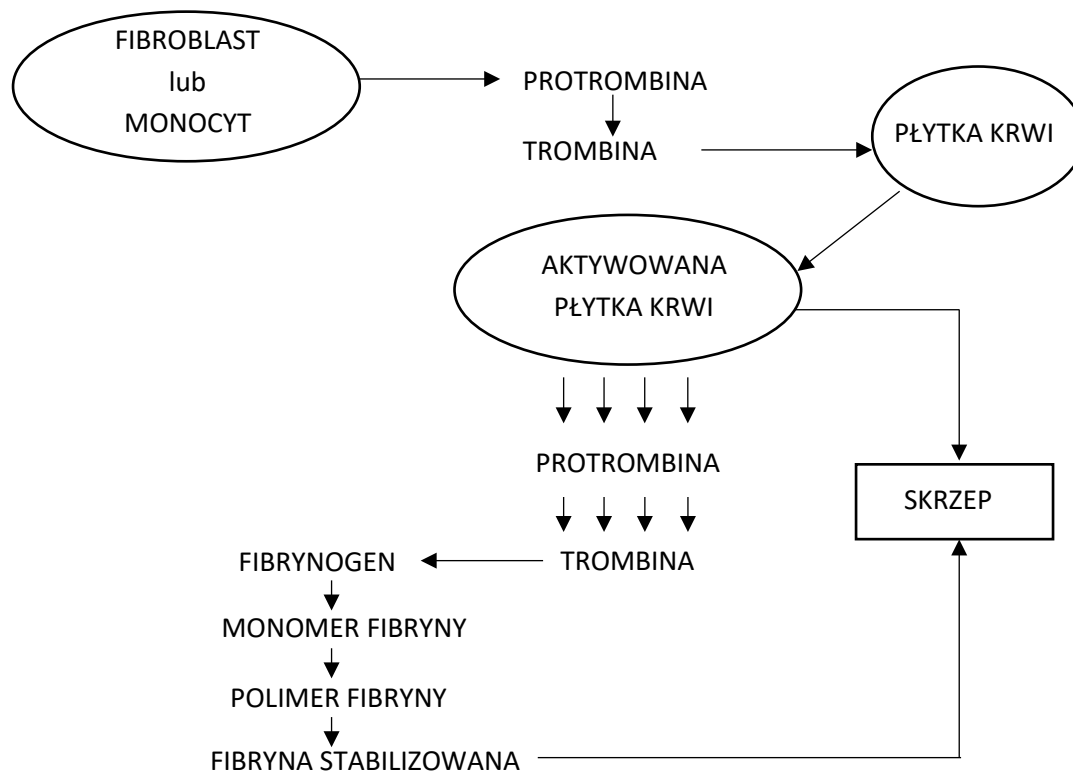 FIBROBLAST
lub
MONOCYT
PROTROMBINA
TROMBINA
PŁYTKA KRWI
AKTYWOWANA
PŁYTKA KRWI
PROTROMBINA
SKRZEP
TROMBINA
FIBRYNOGEN
MONOMER FIBRYNY
POLIMER FIBRYNY
FIBRYNA STABILIZOWANA